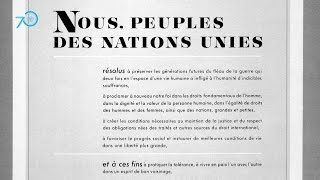 70
NOUS, PEUPLES
DES NATIONS UNIES
résolus à préserver les générations futures du fléau de la guerre qui
deux fois en l'espace d'une vie humaine a infligé à l'humanité d'indicibles
souffrances,
à proclamer à nouveau notre foi dans les droits fondamentaux de l'homme,
dans la dignité et la valeur de la personne humaine, dans l'égalité de droits
des hommes et des femmes, ainsi que des nations, grandes et petites,
à créer les conditions nécessaires au maintien de la justice et du respect
des obligations nées des traités et autres sources du droit international,
à favoriser le progrès social et instaurer de meilleures conditions de vie
dans une liberté plus grande,
et à ces fins à pratiquer la tolérance, à vivre en paix l'un avec l'autre
dans un esprit de bon voisinage,